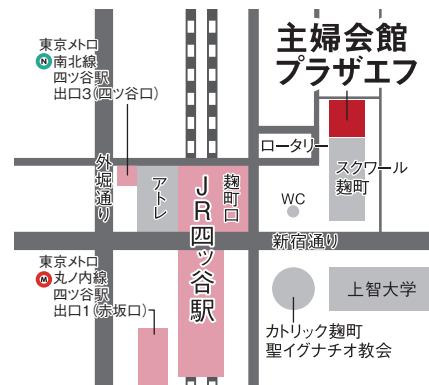 主婦会館
プラザエフ
東京メトロ
N 南北線
四ツ谷駅
出口3(四ツ谷口)
ロータリー
スクワール
麹町
外堀通り
アトレ
JR四ッ谷駅
麹町口
WC
新宿通り
東京メトロ
M 丸ノ内線
四ツ谷駅
出口1(赤坂口)
上智大学
カトリック麹町
聖イグナチオ教会